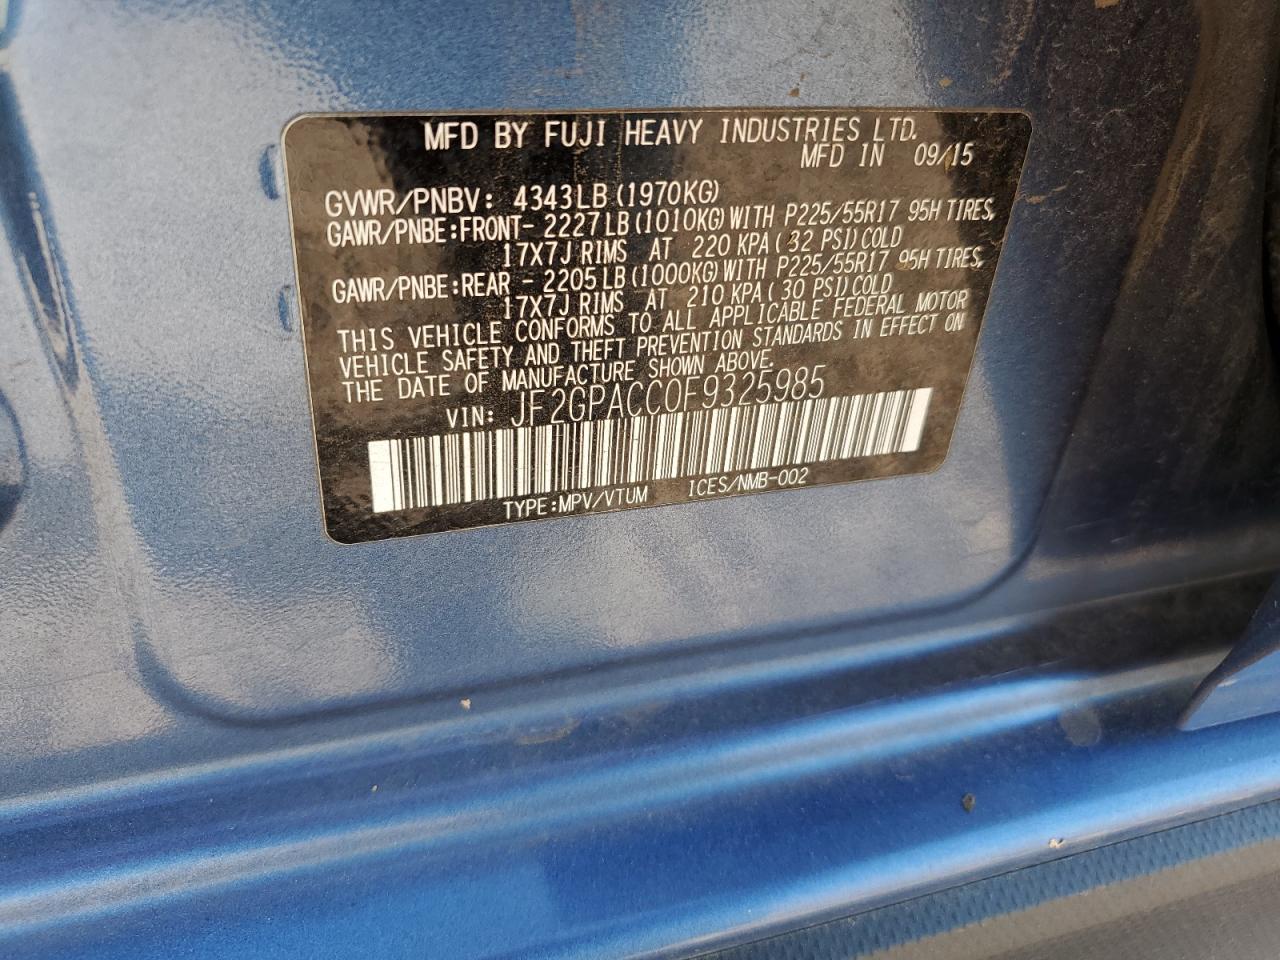 MFD BY FUJI HEAVY INDUSTRIES LTD.
MFD IN 09/15
GVWR/PNBV: 4343LB (1970KG)
GAWR/PNBE:FRONT- 2227LB (1010KG) WITH P225/55R17 95H TIRES,
17X7J RIMS AT 220 KPA( 32 PSI)COLD
GAWR/PNBE:REAR - 2205LB (1000KG) WITH P225/55R17 95H TIRES,
17X7J RIMS AT 210 KPA( 30 PSI)COLD
THIS VEHICLE CONFORMS TO ALL APPLICABLE FEDERAL MOTOR
VEHICLE SAFETY AND THEFT PREVENTION STANDARDS IN EFFECT ON
THE DATE OF MANUFACTURE SHOWN ABOVE.
VIN: JF2GPACC0F9325985
TYPE:MPV/VTUM ICES/NMB-002